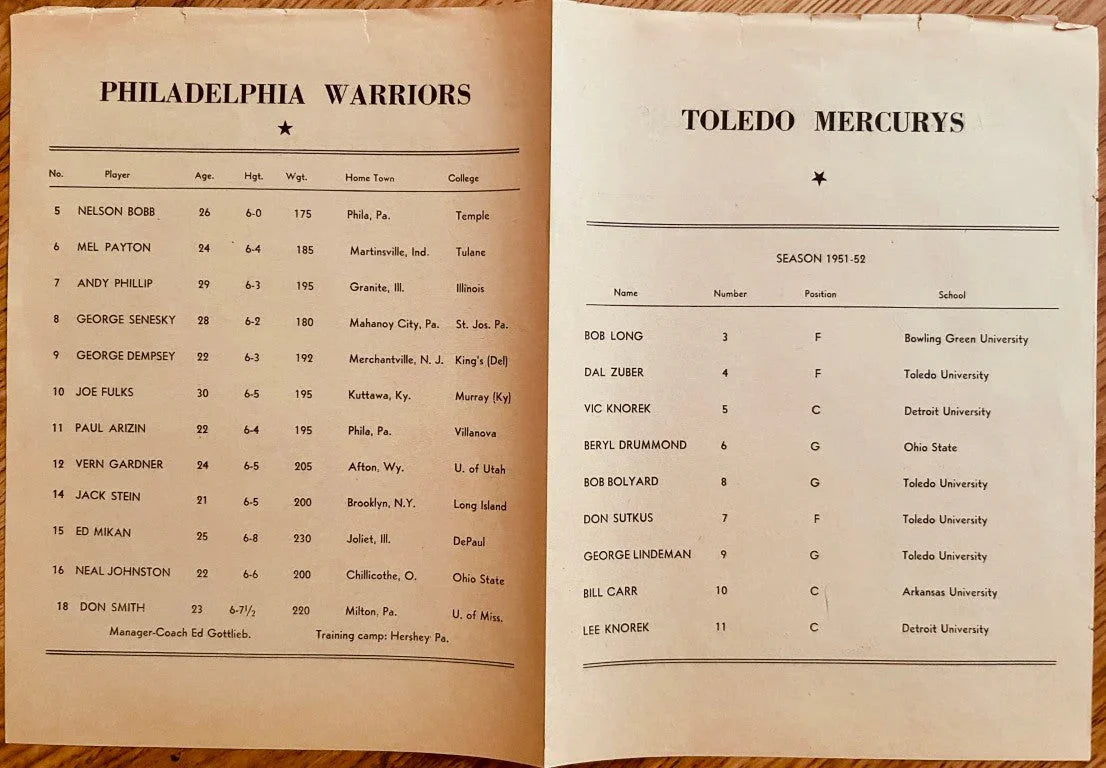 PHILADELPHIA WARRIORS
No. Player Age. Hgt. Wgt. Home Town College
5 NELSON BOBB 26 6-0 175 Phila, Pa. Temple
6 MEL PAYTON 24 6-4 185 Martinsville, Ind. Tulane
7 ANDY PHILLIP 29 6-3 195 Granite, Ill. Illinois
8 GEORGE SENESKY 28 6-2 180 Mahanoy City, Pa. St. Jos. Pa.
9 GEORGE DEMPSEY 22 6-3 192 Merchantville, N. J. King's (Del)
10 JOE FULKS 30 6-5 195 Kuttawa, Ky. Murray (Ky)
11 PAUL ARIZIN 22 6-4 195 Phila, Pa. Villanova
12 VERN GARDNER 24 6-5 205 Afton, Wy. U. of Utah
14 JACK STEIN 21 6-5 200 Brooklyn, N.Y. Long Island
15 ED MIKAN 25 6-8 230 Joliet, Ill. DePaul
16 NEAL JOHNSTON 22 6-6 200 Chillicothe, O. Ohio State
18 DON SMITH 23 6-7½ 220 Milton, Pa. U. of Miss.
Manager-Coach Ed Gottlieb. Training camp: Hershey Pa.
TOLEDO MERCURYS
SEASON 1951-52
Name Number Position School
BOB LONG 3 F Bowling Green University
DAL ZUBER 4 F Toledo University
VIC KNOREK 5 C Detroit University
BERYL DRUMMOND 6 G Ohio State
BOB BOLYARD 8 G Toledo University
DON SUTKUS 7 F Toledo University
GEORGE LINDEMAN 9 G Toledo University
BILL CARR 10 C Arkansas University
LEE KNOREK 11 C Detroit University